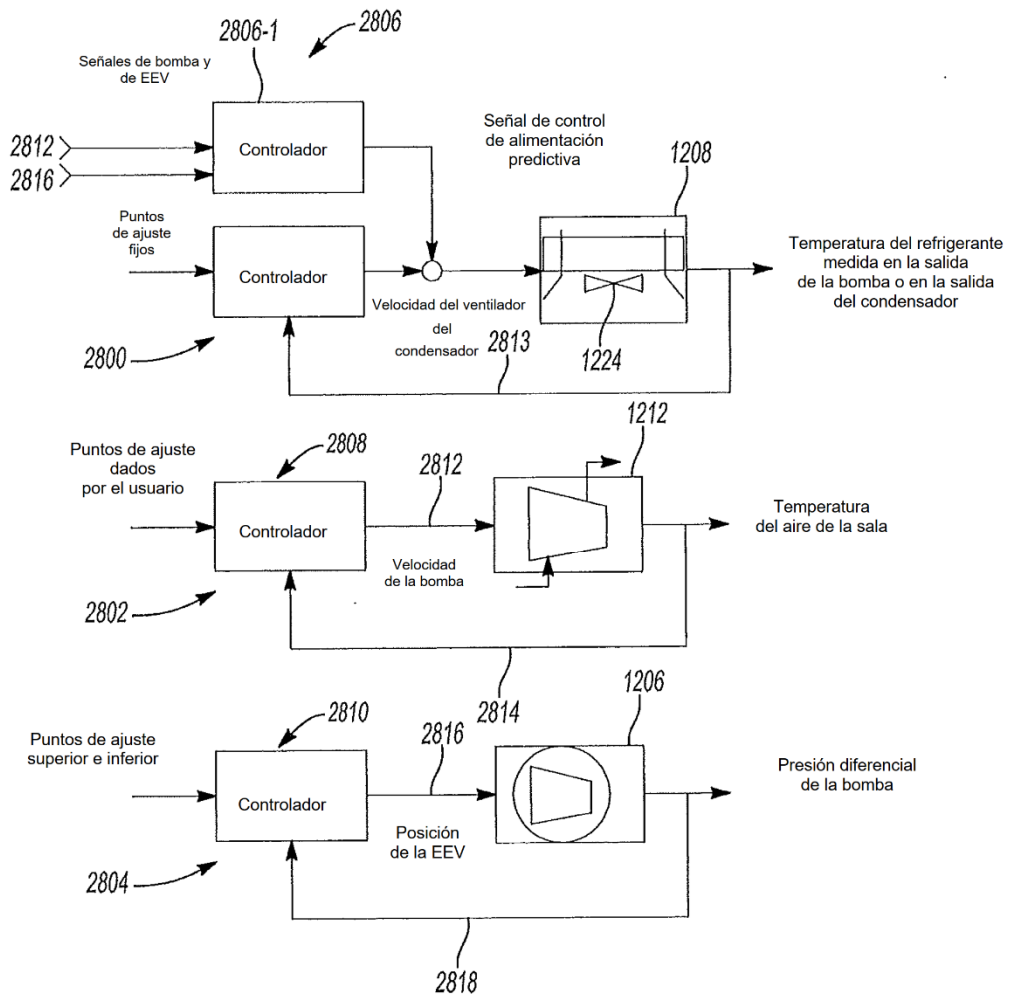 2806-1
2806
Señales de bomba y
de EEV
Controlador
2812
2816
Señal de control
de alimentación
predictiva
1208
Puntos
de ajuste
fijos
Controlador
Temperatura del refrigerante
medida en la salida
de la bomba o en la salida
del condensador
Velocidad del ventilador
del
condensador
2800
2813
1224
1212
Puntos de ajuste
dados
por el usuario
2808
2812
Controlador
Temperatura
del aire de la sala
Velocidad
de la bomba
2802
2814
1206
Puntos de ajuste
superior e inferior
2810
2816
Controlador
Presión diferencial
de la bomba
Posición
de la EEV
2804
2818